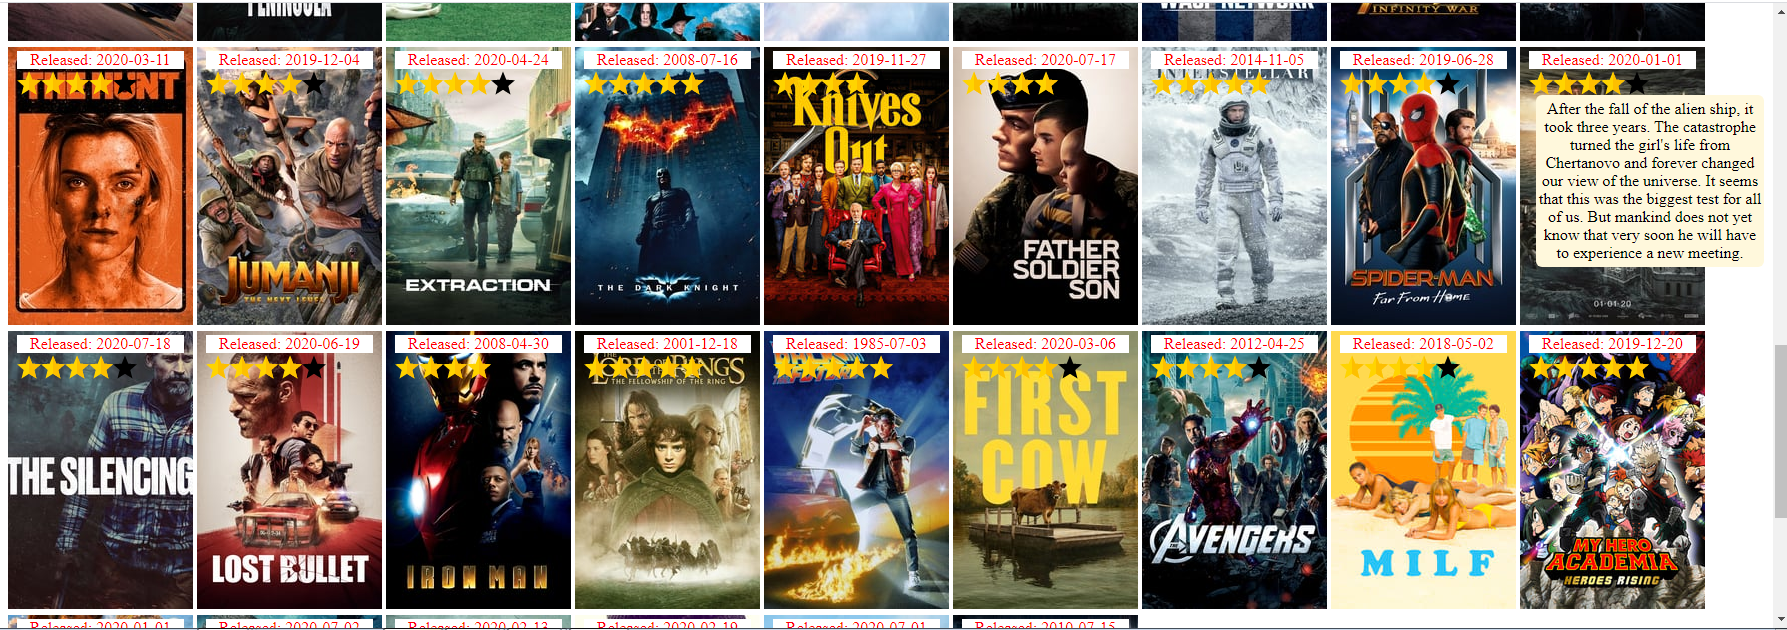 PENINSULA
WASP NETWORK
INFINITY WAR
Released: 2020-03-11
Released: 2019-12-04
Released: 2020-04-24
Released: 2008-07-16
Released: 2019-11-27
Released: 2020-07-17
Released: 2014-11-05
Released: 2019-06-28
Released: 2020-01-01
THE HUNT
JUMANJI
THE NEXT LEVEL
EXTRACTION
THE DARK KNIGHT
Knives
Out
FATHER
SOLDIER
SON
INTERSTELLAR
SPIDER-MAN
Far From Home
After the fall of the alien ship, it
took three years. The catastrophe
turned the girl's life from
Chertanovo and forever changed
our view of the universe. It seems
that this was the biggest test for all
of us. But mankind does not yet
know that very soon he will have
to experience a new meeting.
01·01·20
Released: 2020-07-18
Released: 2020-06-19
Released: 2008-04-30
Released: 2001-12-18
Released: 1985-07-03
Released: 2020-03-06
Released: 2012-04-25
Released: 2018-05-02
Released: 2019-12-20
THE SILENCING
LOST BULLET
IRON MAN
THE LORD OF THE RINGS
THE FELLOWSHIP OF THE RING
BACK
FUTURE
FIRST
COW
THE AVENGERS
MILF
MY HERO
ACADEMIA
HEROES RISING
Released: 2020-01-01
Released: 2020-07-02
Released: 2020-02-13
Released: 2020-02-19
Released: 2020-07-01
Released: 2010-07-15